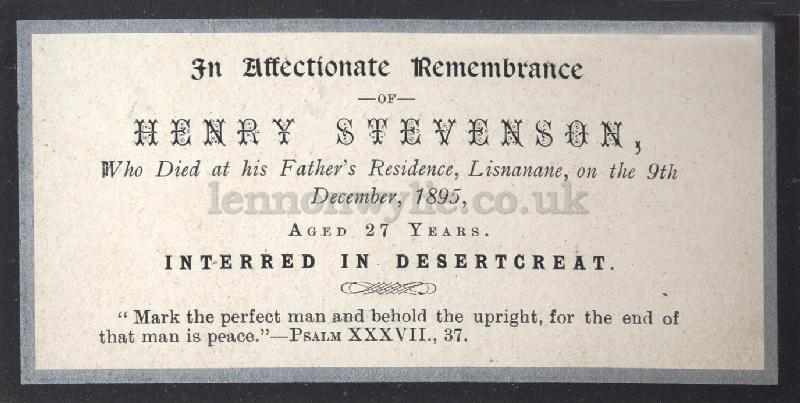 In Affectionate Remembrance
—OF—
HENRY STEVENSON,
Who Died at his Father's Residence, Lisnanane, on the 9th
December, 1895,
lennonwylie.co.uk
AGED 27 YEARS.
INTERRED IN DESERTCREAT.
"Mark the perfect man and behold the upright, for the end of
that man is peace."—PSALM XXXVII., 37.